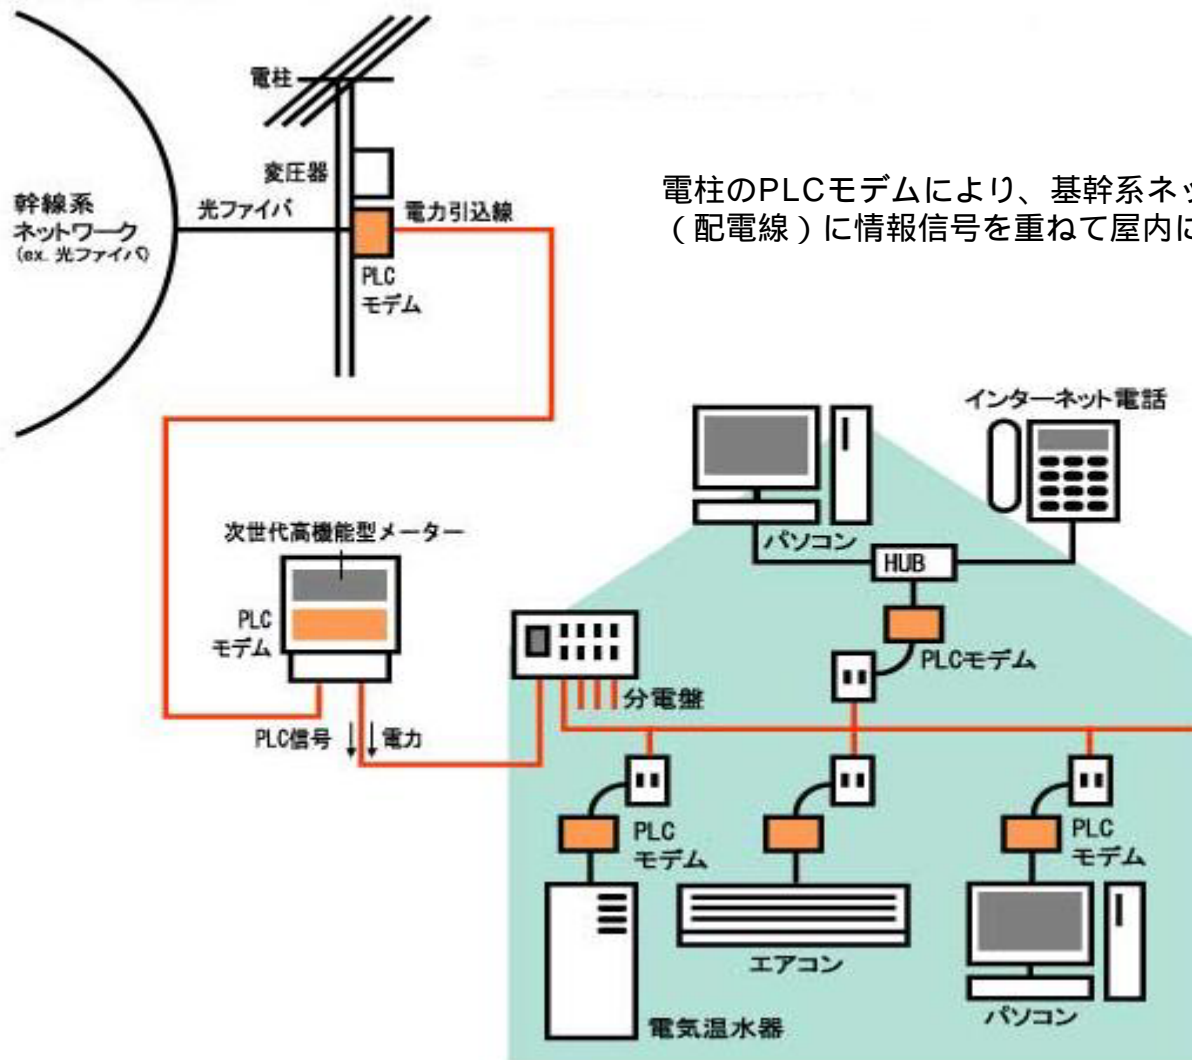 電柱
変圧器
幹線系
ネットワーク
(ex. 光ファイバ)
光ファイバ
電力引込線
PLC
モデム
電柱のPLCモデムにより、基幹系ネッ
（配電線）に情報信号を重ねて屋内に
インターネット電話
パソコン
HUB
PLCモデム
次世代高機能型メーター
PLC
モデム
分電盤
PLC信号
電力
PLC
モデム
PLC
モデム
エアコン
電気温水器
パソコン